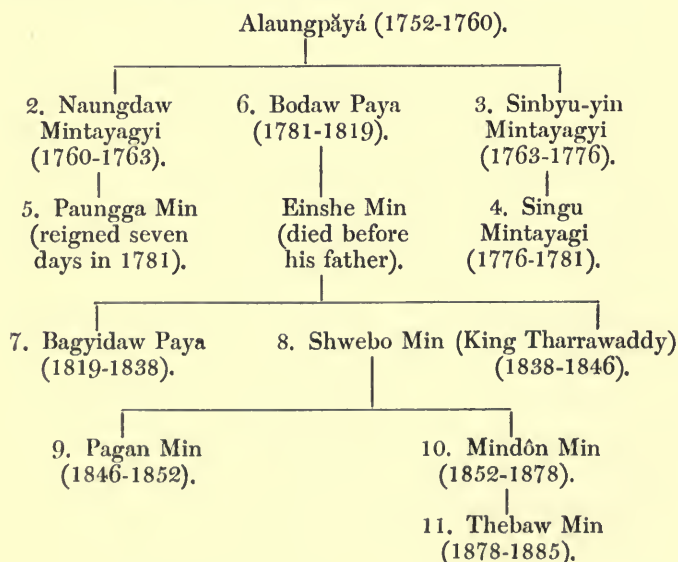 Alaungpăyá (1752-1760).
2. Naungdaw
Mintayagyi
(1760-1763).
6. Bodaw Paya
(1781-1819).
3. Sinbyu-yin
Mintayagyi
(1763-1776).
5. Paungga Min
(reigned seven
days in 1781).
Einshe Min
(died before
his father).
4. Singu
Mintayagi
(1776-1781).
7. Bagyidaw Paya
(1819-1838).
8. Shwebo Min (King Tharrawaddy)
(1838-1846).
9. Pagan Min
(1846-1852).
10. Mindôn Min
(1852-1878).
11. Thebaw Min
(1878-1885).